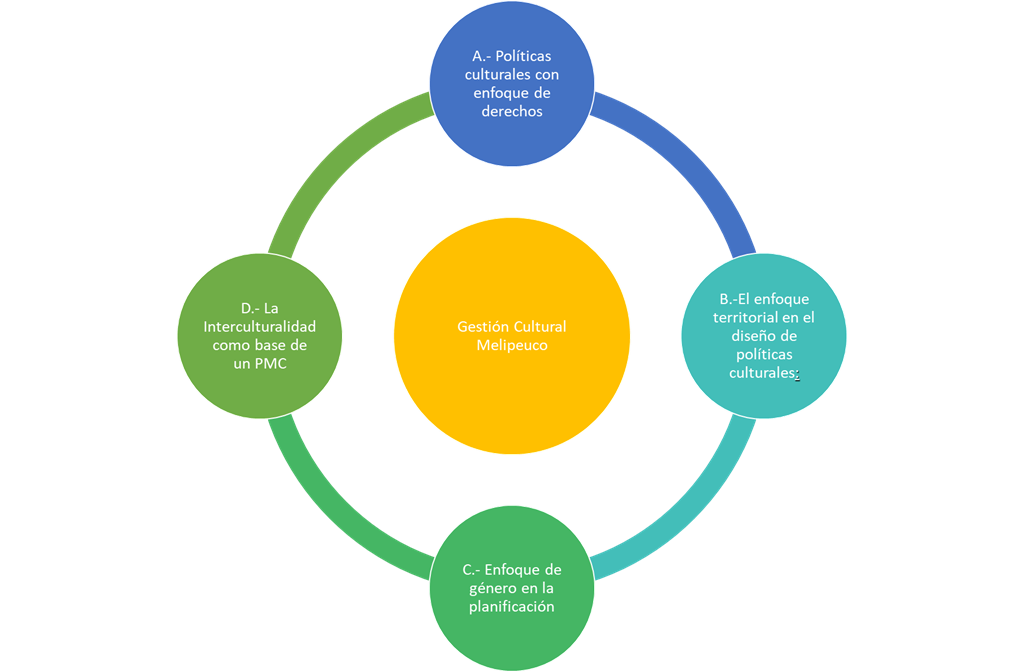 A.- Políticas
culturales con
enfoque de
derechos
B.-El enfoque
territorial en el
diseño de
políticas
culturales:
C.- Enfoque de
género en la
planificación
D.- La
Interculturalidad
como base de
un PMC
Gestión Cultural
Melipeuco